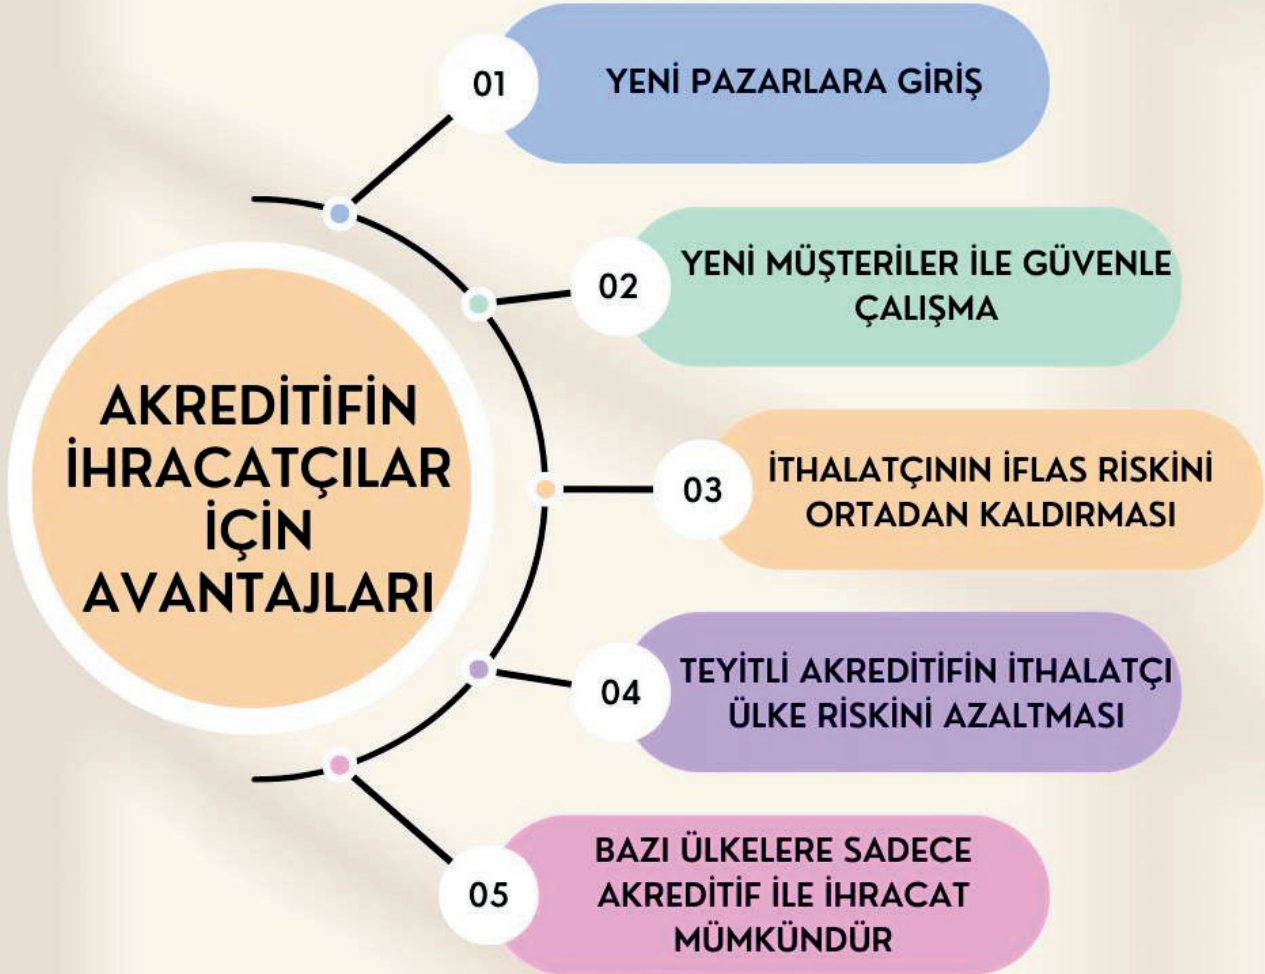 AKREDİTİFİN
İHRACATÇILAR
İÇİN
AVANTAJLARI
01
YENİ PAZARLARA GİRİŞ
02
YENİ MÜŞTERİLER İLE GÜVENLE
ÇALIŞMA
03
İTHALATÇININ İFLAS RİSKİNİ
ORTADAN KALDIRMASI
04
TEYİTLİ AKREDİTİFİN İTHALATÇI
ÜLKE RİSKİNİ AZALTMASI
05
BAZI ÜLKELERE SADECE
AKREDİTİF İLE İHRACAT
MÜMKÜNDÜR